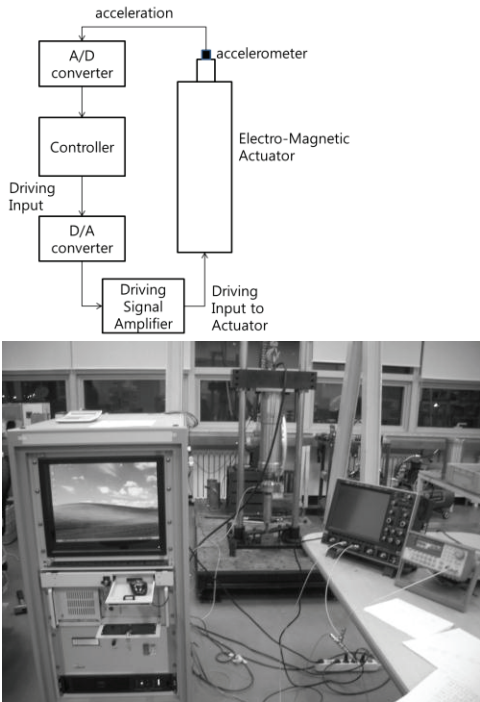 acceleration
A/D
converter
accelerometer
Controller
Electro-Magnetic
Actuator
Driving
Input
D/A
converter
Driving
Signal
Amplifier
Driving
Input to
Actuator